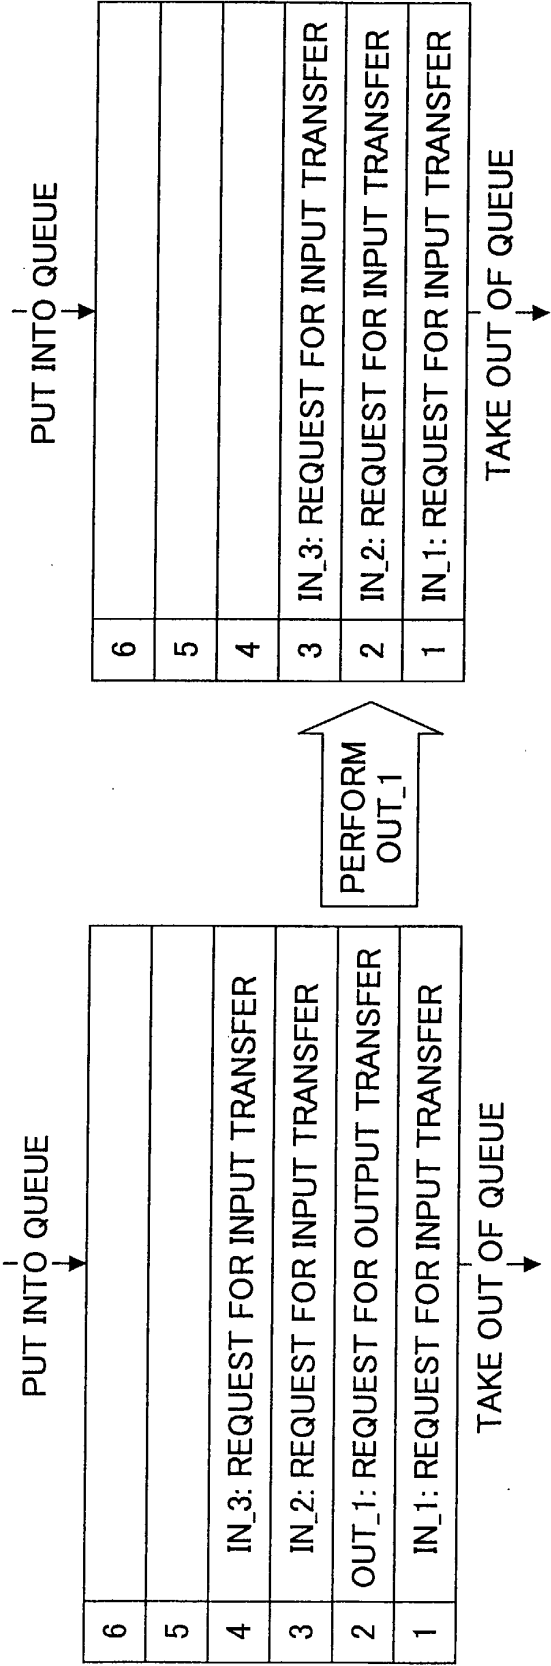 PUT INTO QUEUE
6
5
4 IN_3: REQUEST FOR INPUT TRANSFER
3 IN_2: REQUEST FOR INPUT TRANSFER
2 OUT_1: REQUEST FOR OUTPUT TRANSFER
1 IN_1: REQUEST FOR INPUT TRANSFER
TAKE OUT OF QUEUE
PERFORM
OUT_1
PUT INTO QUEUE
6
5
4
3 IN_3: REQUEST FOR INPUT TRANSFER
2 IN_2: REQUEST FOR INPUT TRANSFER
1 IN_1: REQUEST FOR INPUT TRANSFER
TAKE OUT OF QUEUE